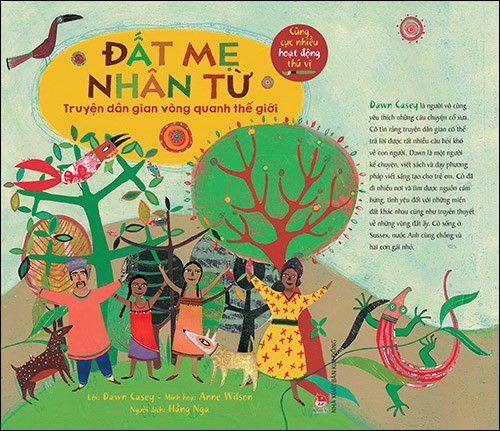 Cùng
cực nhiều
hoạt động
thú vị
ĐẤT MẸ
NHÂN TỪ
Truyện dân gian vòng quanh thế giới
Dawn Casey là người vô cùng
yêu thích những câu chuyện cổ xưa.
Cô tin rằng truyện dân gian có thể
trả lời được rất nhiều câu hỏi khó
về con người. Dawn là một người
kể chuyện, viết sách và dạy phương
pháp viết sáng tạo cho trẻ em. Cô đã
đi nhiều nơi và tìm được nguồn cảm
hứng, tình yêu đối với những miền
đất khác nhau cũng như truyền thuyết
về những vùng đất ấy. Cô sống ở
Sussex, nước Anh cùng chồng và
hai con gái nhỏ.
Lời: Dawn Casey - Minh họa: Anne Wilson
Người dịch: Hằng Nga
NHÀ XUẤT BẢN KIM ĐỒNG